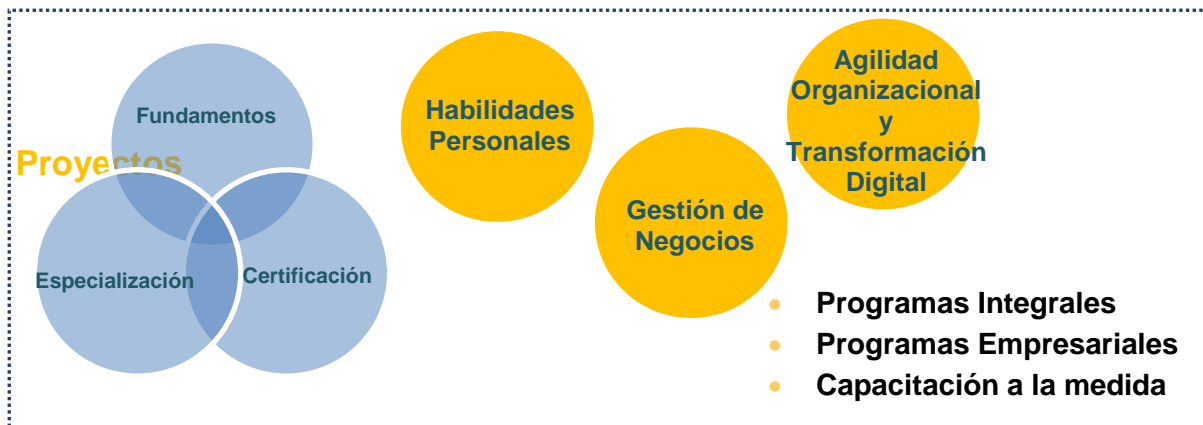 Proyectos
Fundamentos
Especialización
Certificación
Habilidades
Personales
Gestión de
Negocios
Agilidad
Organizacional
y
Transformación
Digital
Programas Integrales
Programas Empresariales
Capacitación a la medida